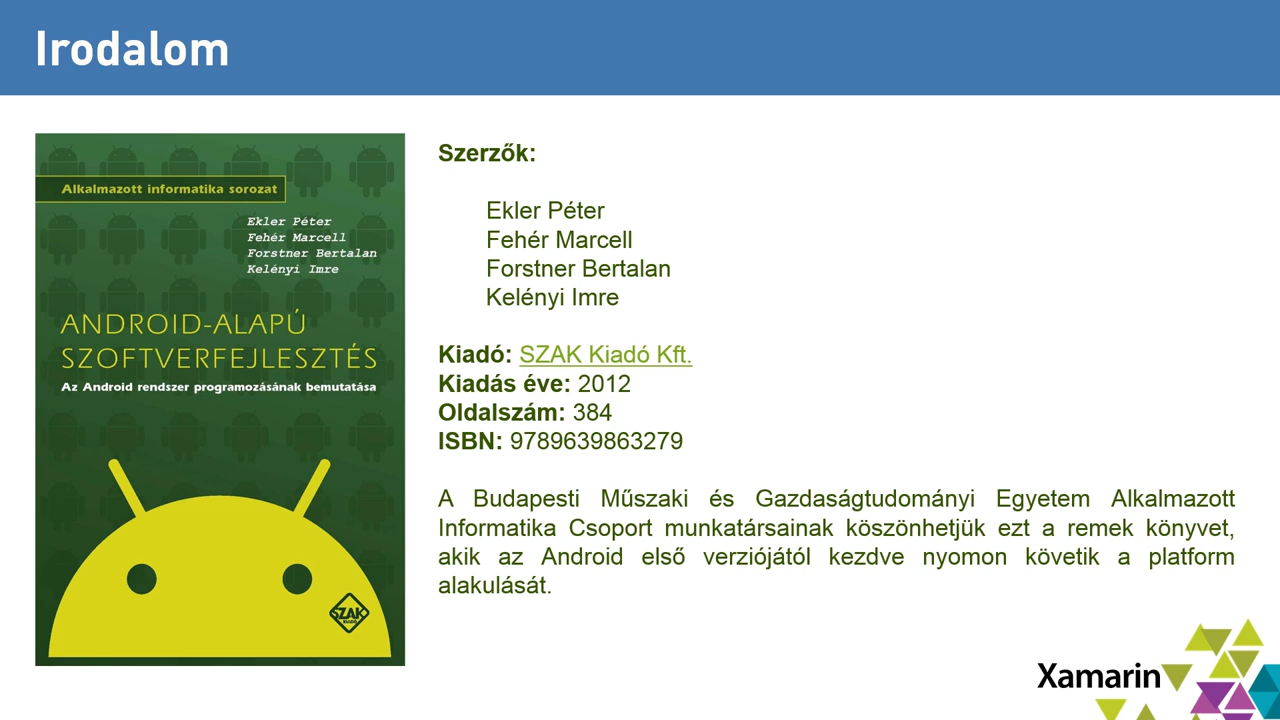 Irodalom
Alkalmazott informatika sorozat
Ekler Péter
Fehér Marcell
Forstner Bertalan
Kelényi Imre
ANDROID-ALAPÚ
SZOFTVERFEJLESZTÉS
Az Android rendszer programozásának bemutatása
SZAK
KIADÓ
Szerzők:
Ekler Péter
Fehér Marcell
Forstner Bertalan
Kelényi Imre
Kiadó: SZAK Kiadó Kft.
Kiadás éve: 2012
Oldalszám: 384
ISBN: 9789639863279
A Budapesti Műszaki és Gazdaságtudományi Egyetem Alkalmazott
Informatika Csoport munkatársainak köszönhetjük ezt a remek könyvet,
akik az Android első verziójától kezdve nyomon követik a platform
alakulását.
Xamarin